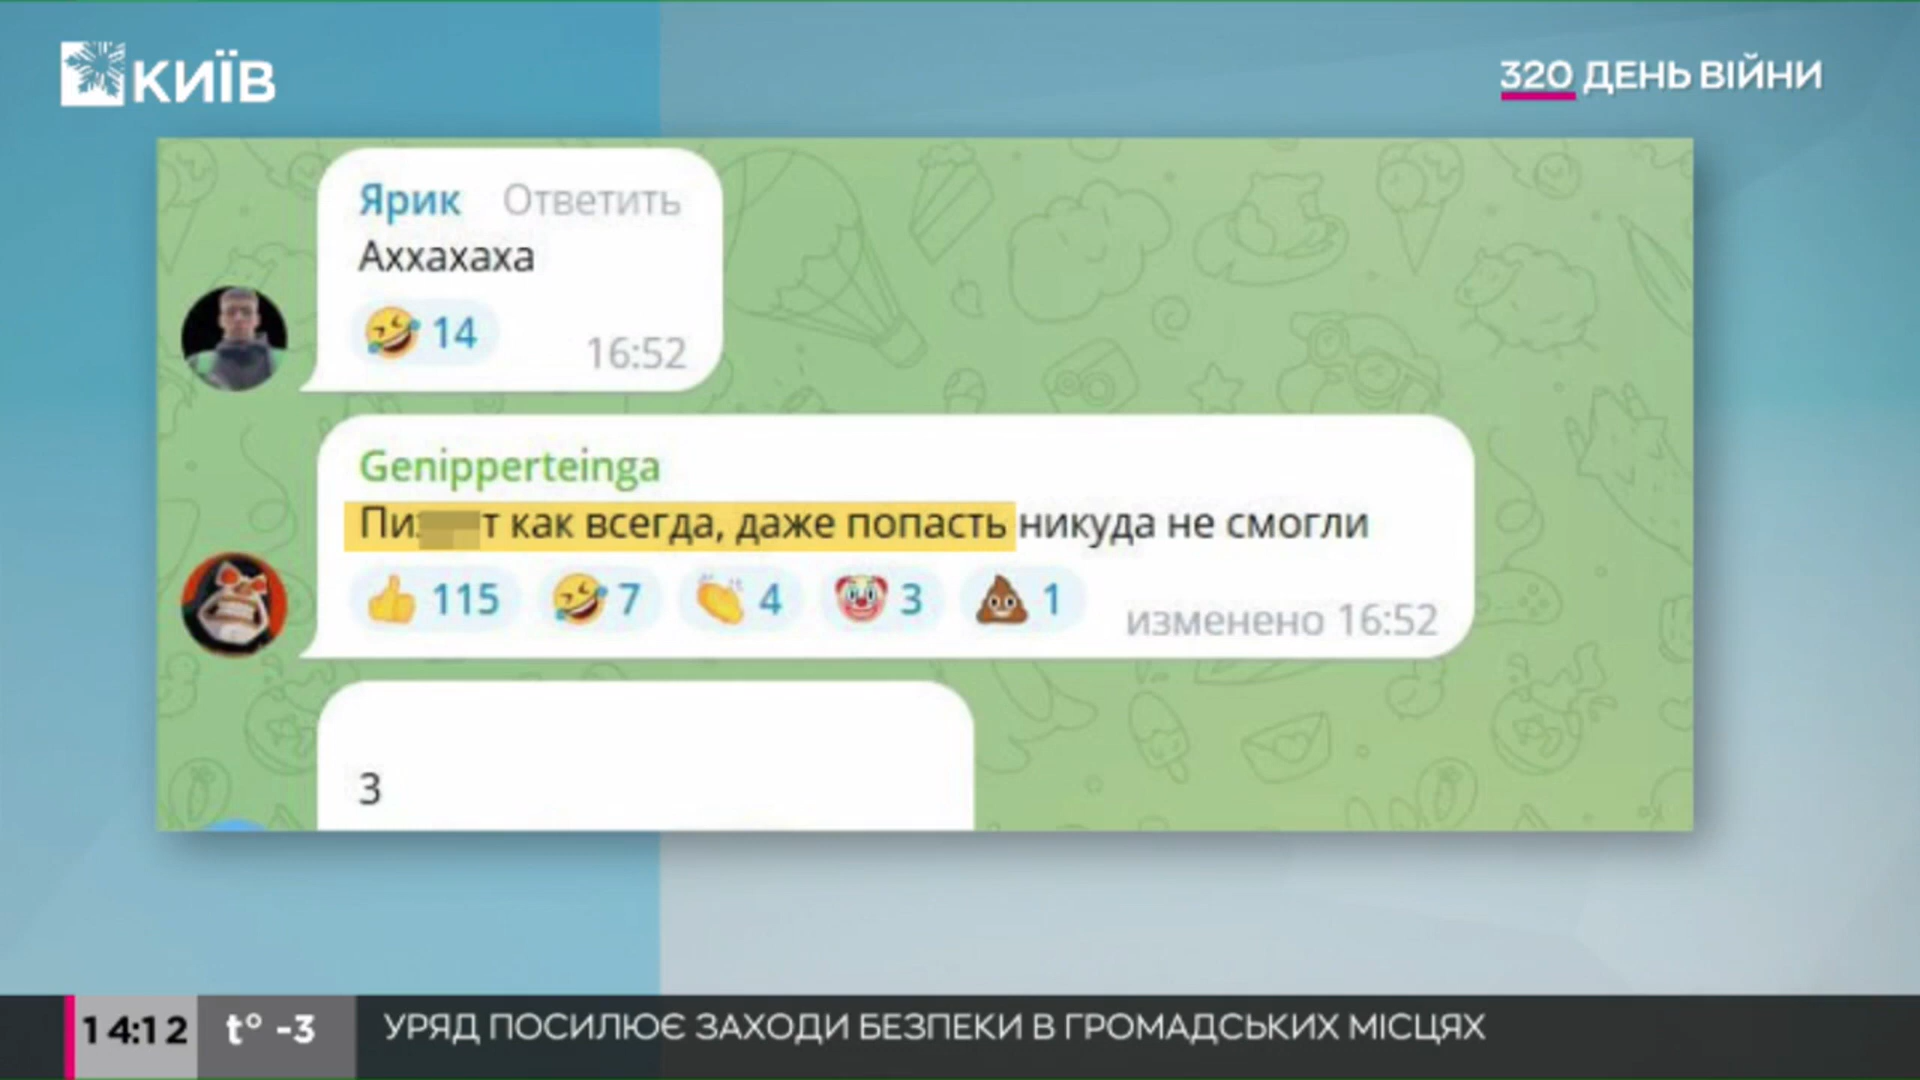 КИЇВ
320 ДЕНЬ ВІЙНИ
Ярик Ответить
Аххахаха
14
16:52
Genipperteinga
как всегда, даже попасть никуда не смогли
115 7 4 3 1
изменено 16:52
3
14:12 t° -3 УРЯД ПОСИЛЮЄ ЗАХОДИ БЕЗПЕКИ В ГРОМАДСЬКИХ МІСЦЯХ